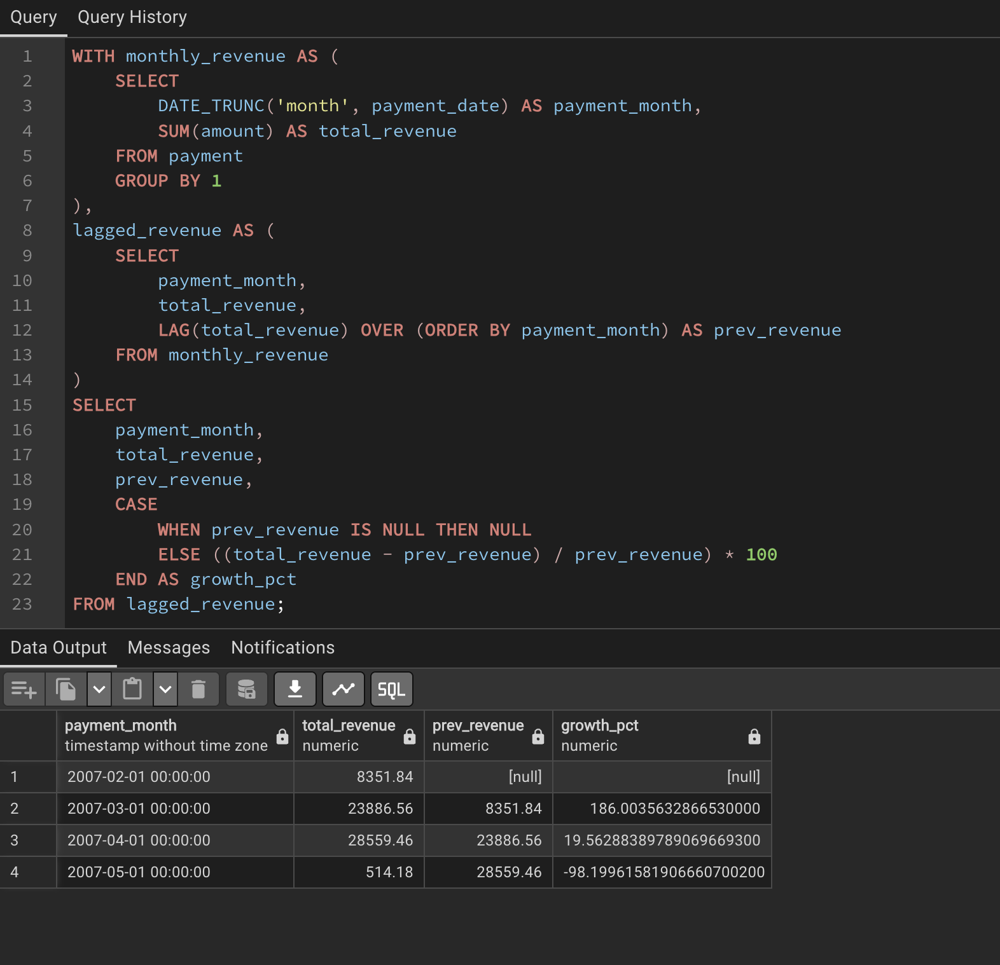 Query Query History
1 WITH monthly_revenue AS (
2 SELECT
3 DATE_TRUNC('month', payment_date) AS payment_month,
4 SUM(amount) AS total_revenue
5 FROM payment
6 GROUP BY 1
7 ),
8 lagged_revenue AS (
9 SELECT
10 payment_month,
11 total_revenue,
12 LAG(total_revenue) OVER (ORDER BY payment_month) AS prev_revenue
13 FROM monthly_revenue
14 )
15 SELECT
16 payment_month,
17 total_revenue,
18 prev_revenue,
19 CASE
20 WHEN prev_revenue IS NULL THEN NULL
21 ELSE ((total_revenue - prev_revenue) / prev_revenue) * 100
22 END AS growth_pct
23 FROM lagged_revenue;
Data Output Messages Notifications
SQL
payment_month total_revenue prev_revenue growth_pct
timestamp without time zone numeric numeric numeric
1 2007-02-01 00:00:00 8351.84 [null] [null]
2 2007-03-01 00:00:00 23886.56 8351.84 186.0035632866530000
3 2007-04-01 00:00:00 28559.46 23886.56 19.56288389789069669300
4 2007-05-01 00:00:00 514.18 28559.46 -98.19961581906660700200